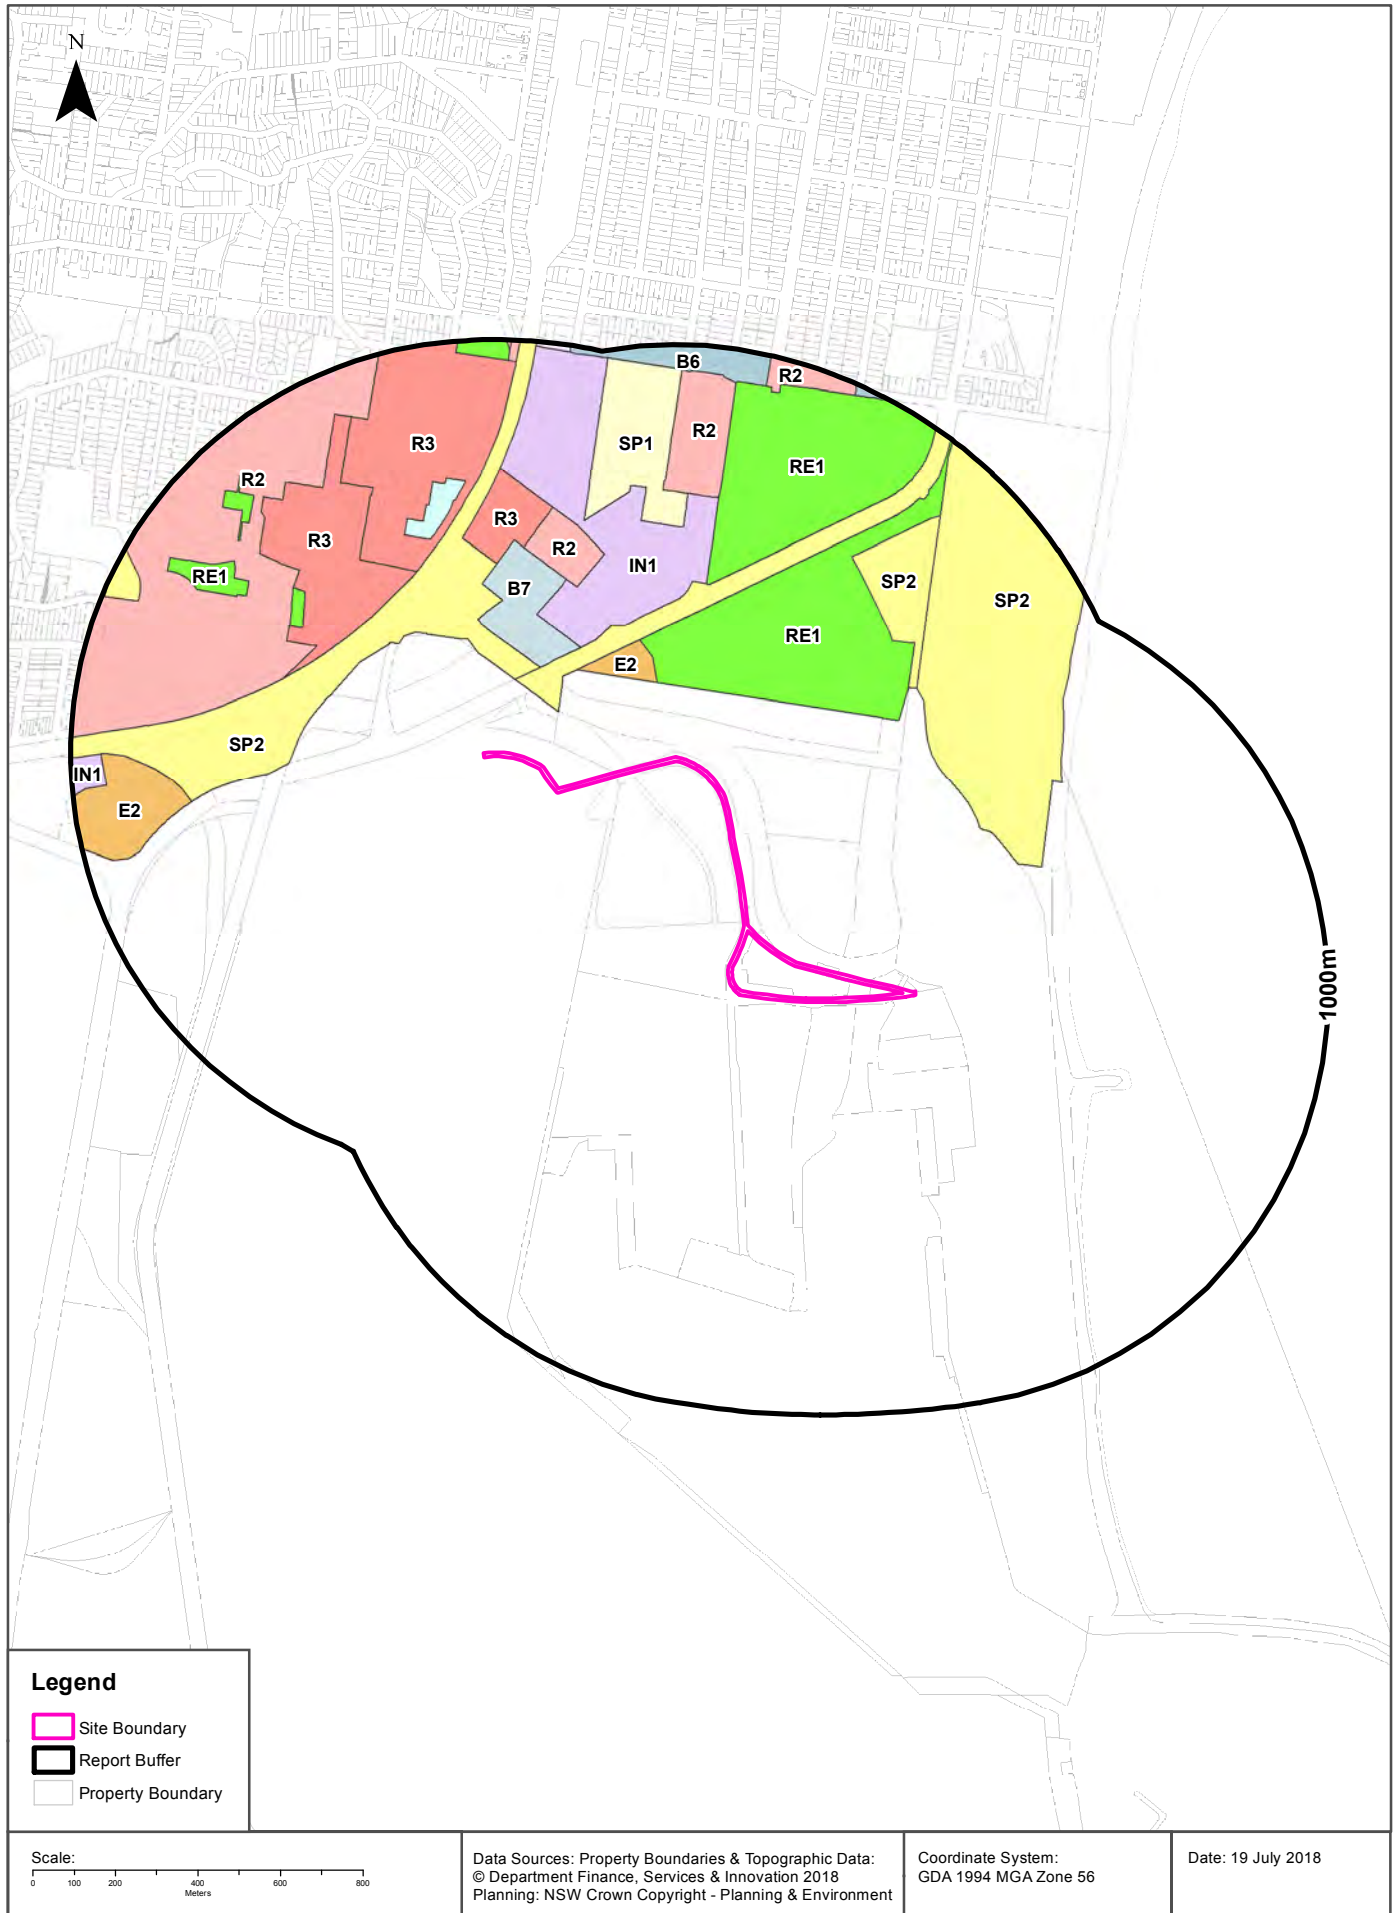 N
B6
R2
R3
SP1
R2
RE1
R2
R3
R3
R2
IN1
RE1
B7
SP2
SP2
RE1
E2
SP2
IN1
E2
1000m
Legend
Site Boundary
Report Buffer
Property Boundary
Scale:
0 100 200 400 600 800
Meters
Data Sources: Property Boundaries & Topographic Data:
© Department Finance, Services & Innovation 2018
Planning: NSW Crown Copyright - Planning & Environment
Coordinate System:
GDA 1994 MGA Zone 56
Date: 19 July 2018